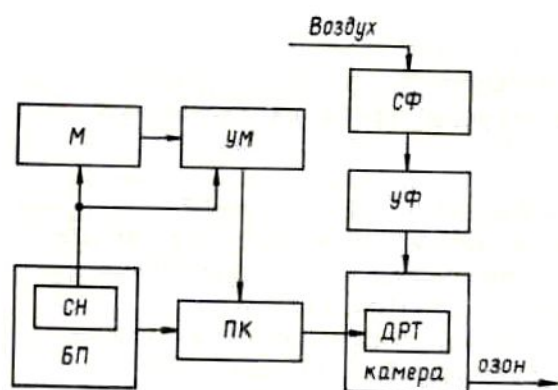 Воздух
СФ
М
УМ
УФ
СН
БП
ПК
ДРТ
камера
озон